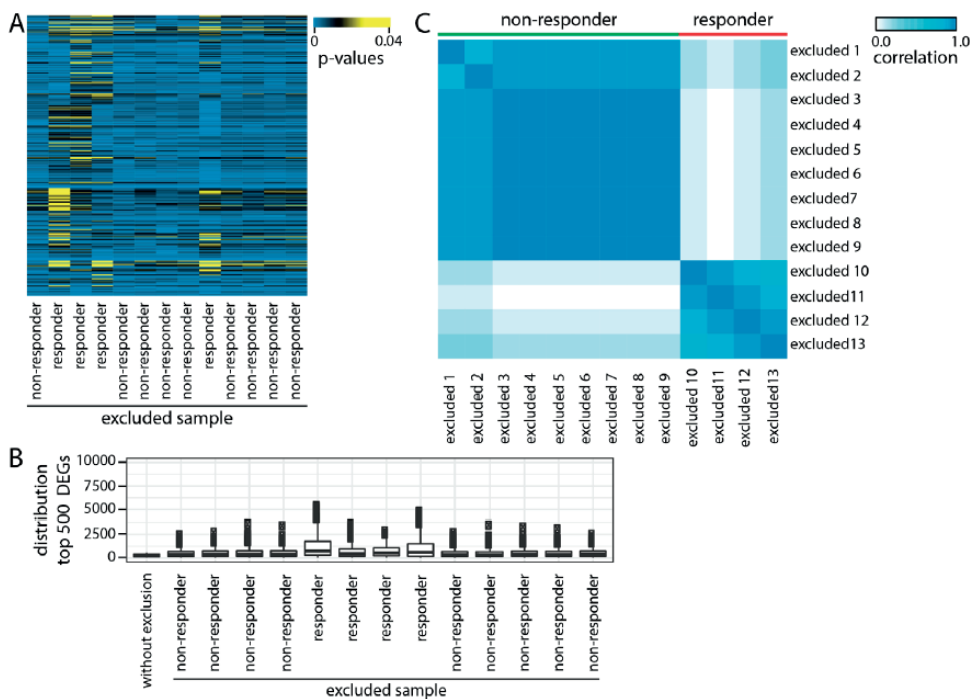 A
0 0.04
p-values
non-responder
responder
responder
responder
non-responder
non-responder
non-responder
non-responder
responder
non-responder
non-responder
non-responder
non-responder
excluded sample
C
non-responder responder
0.0 1.0
correlation
excluded 1
excluded 2
excluded 3
excluded 4
excluded 5
excluded 6
excluded7
excluded 8
excluded 9
excluded 10
excluded11
excluded 12
excluded13
excluded 1
excluded 2
excluded 3
excluded 4
excluded 5
excluded 6
excluded 7
excluded 8
excluded 9
excluded 10
excluded11
excluded 12
excluded13
B
distribution
top 500 DEGs
10000
7500
5000
2500
0
without exclusion
non-responder
non-responder
non-responder
non-responder
responder
responder
responder
responder
non-responder
non-responder
non-responder
non-responder
non-responder
excluded sample